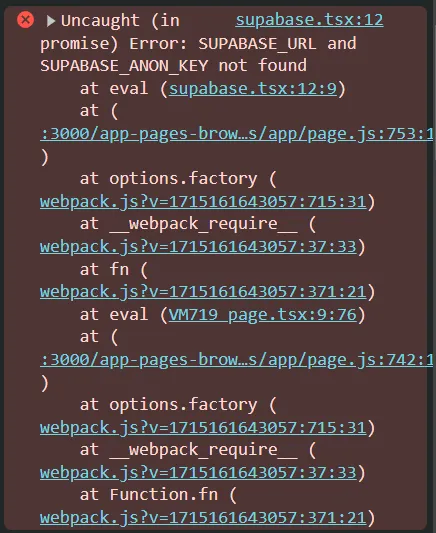 Uncaught (in supabase.tsx:12
promise) Error: SUPABASE_URL and
SUPABASE_ANON_KEY not found
at eval (supabase.tsx:12:9)
at (
:3000/app-pages-brow…s/app/page.js:753:1
)
at options.factory (
webpack.js?v=1715161643057:715:31)
at __webpack_require__ (
webpack.js?v=1715161643057:37:33)
at fn (
webpack.js?v=1715161643057:371:21)
at eval (VM719 page.tsx:9:76)
at (
:3000/app-pages-brow…s/app/page.js:742:1
)
at options.factory (
webpack.js?v=1715161643057:715:31)
at __webpack_require__ (
webpack.js?v=1715161643057:37:33)
at Function.fn (
webpack.js?v=1715161643057:371:21)